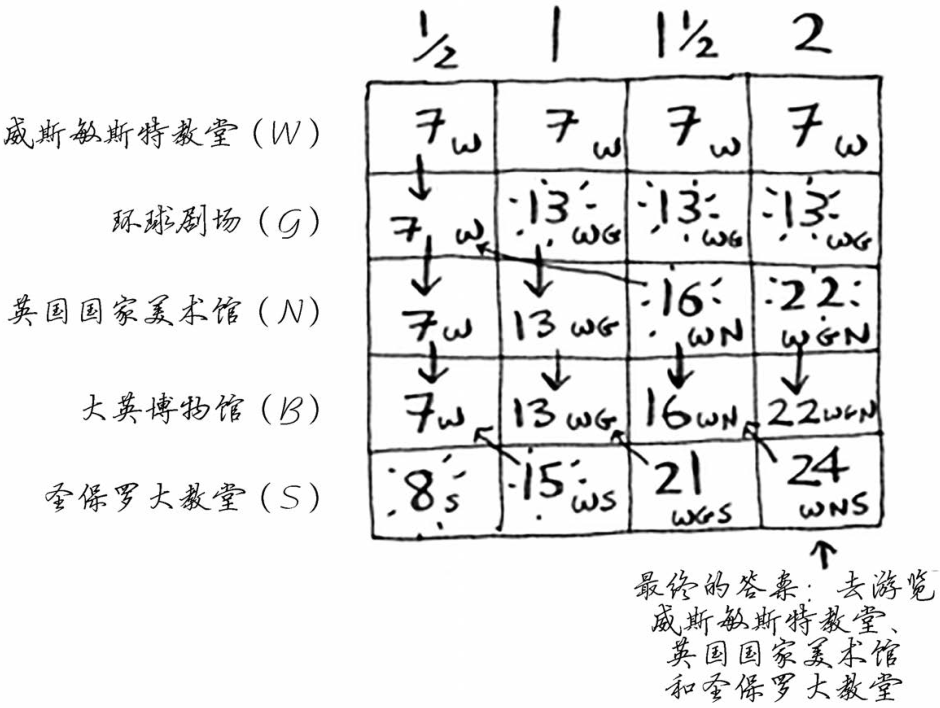 ½ 1 1½ 2
威斯敏斯特教堂（W） 7 W 7 W 7 W 7 W
环球剧场（G） 7 W 13 WG 13 WG 13 WG
英国国家美术馆（N） 7 W 13 WG 16 WN 22 WGN
大英博物馆（B） 7 W 13 WG 16 WN 22 WGN
圣保罗大教堂（S） 8 S 15 WS 21 WGS 24 WNS
最终的答案：去游览
威斯敏斯特教堂、
英国国家美术馆
和圣保罗大教堂